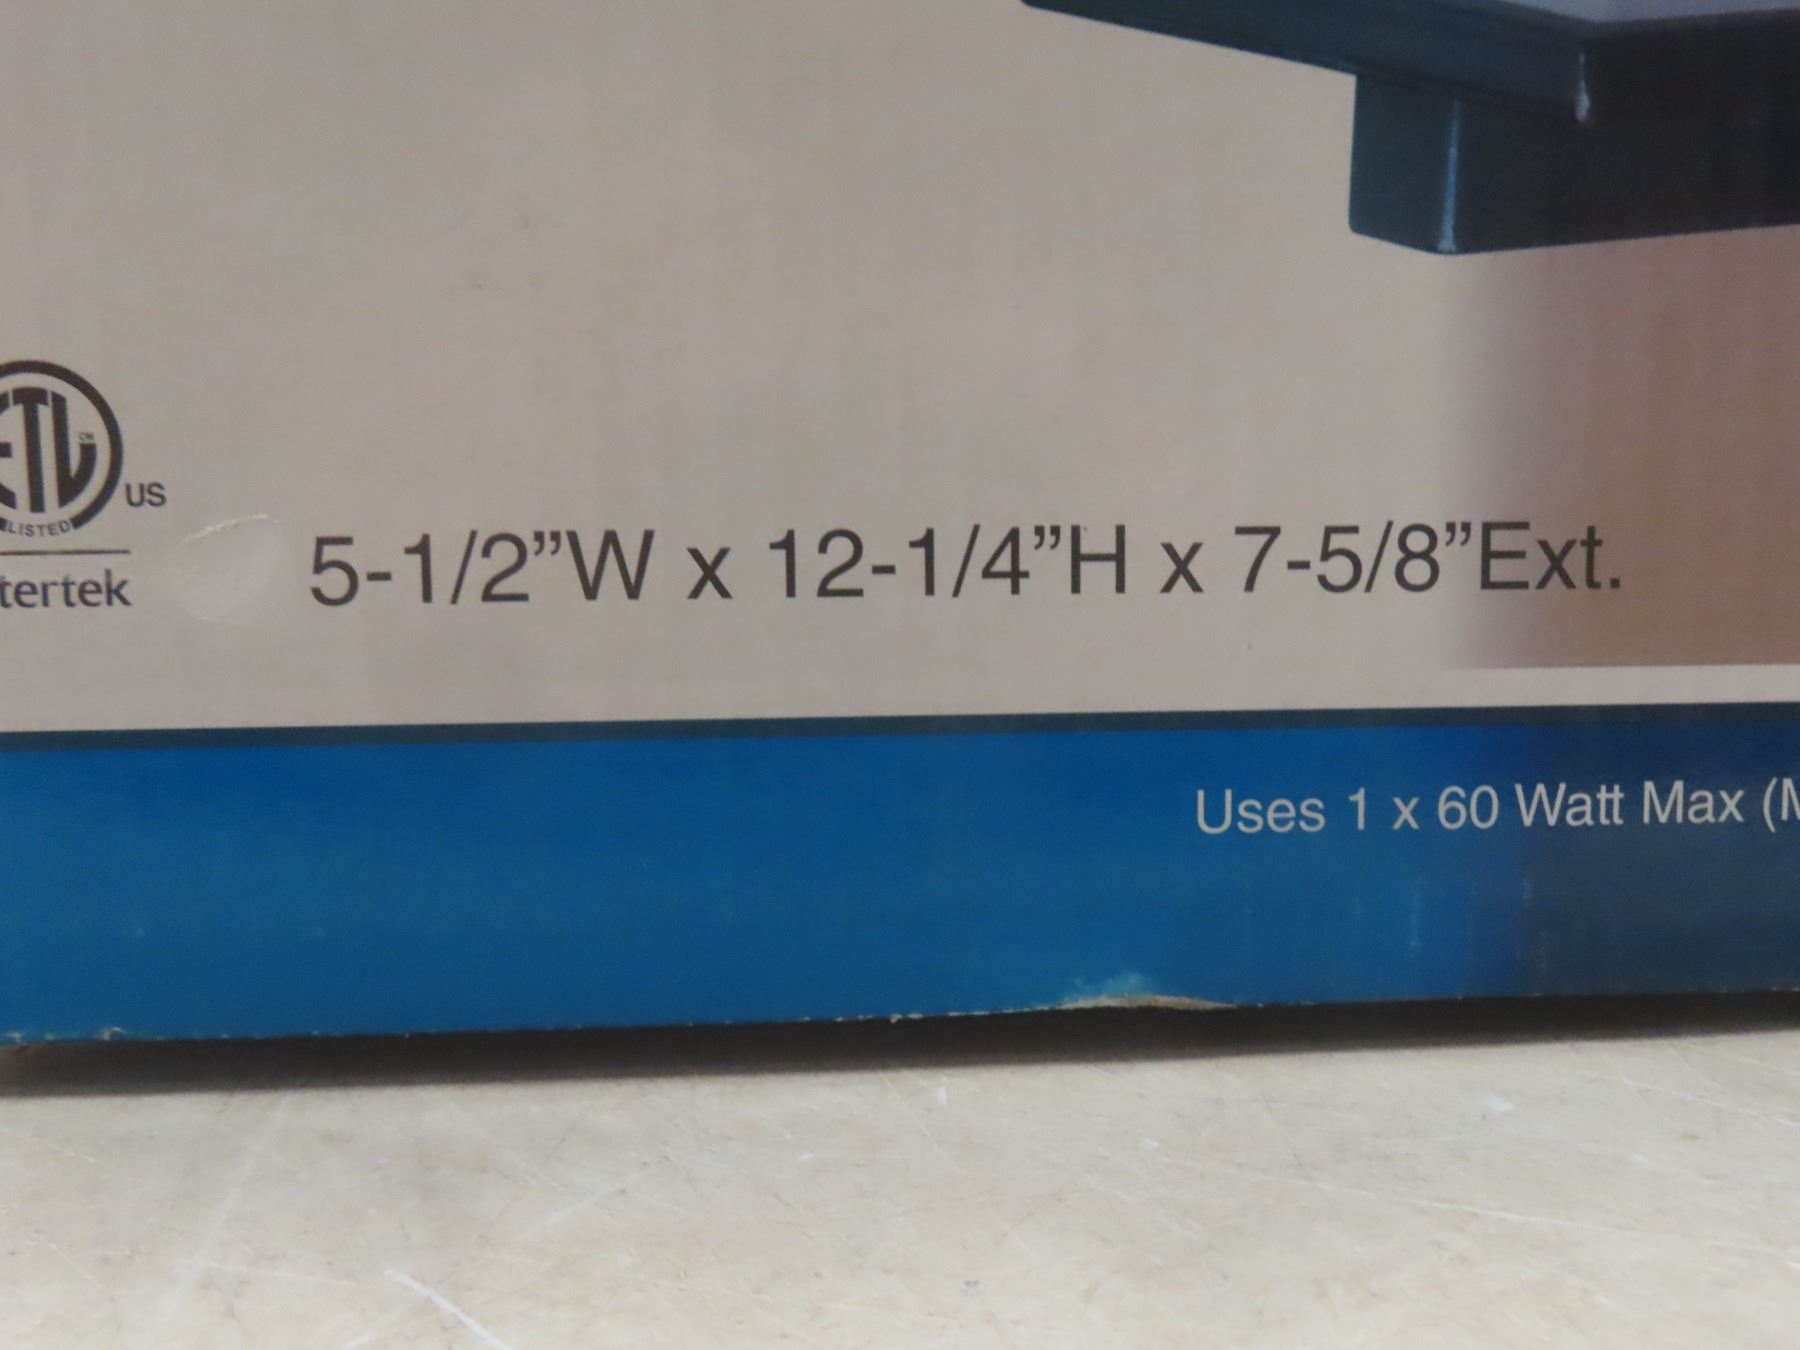 ETL
CM
LISTED
US
tertek
5-1/2”W x 12-1/4”H x 7-5/8”Ext.
Uses 1 x 60 Watt Max (M